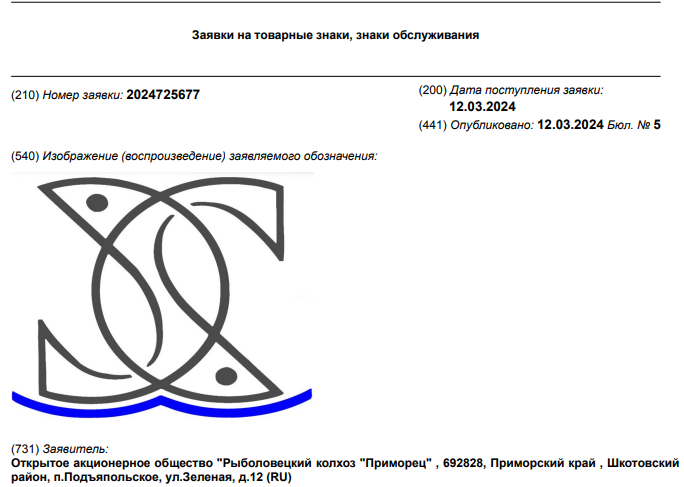 Заявки на товарные знаки, знаки обслуживания
(210) Номер заявки: 2024725677
(200) Дата поступления заявки:
12.03.2024
(441) Опубликовано: 12.03.2024 Бюл. № 5
(540) Изображение (воспроизведение) заявляемого обозначения:
(731) Заявитель:
Открытое акционерное общество "Рыболовецкий колхоз "Приморец" , 692828, Приморский край , Шкотовский
район, п.Подъяпольское, ул.Зеленая, д.12 (RU)